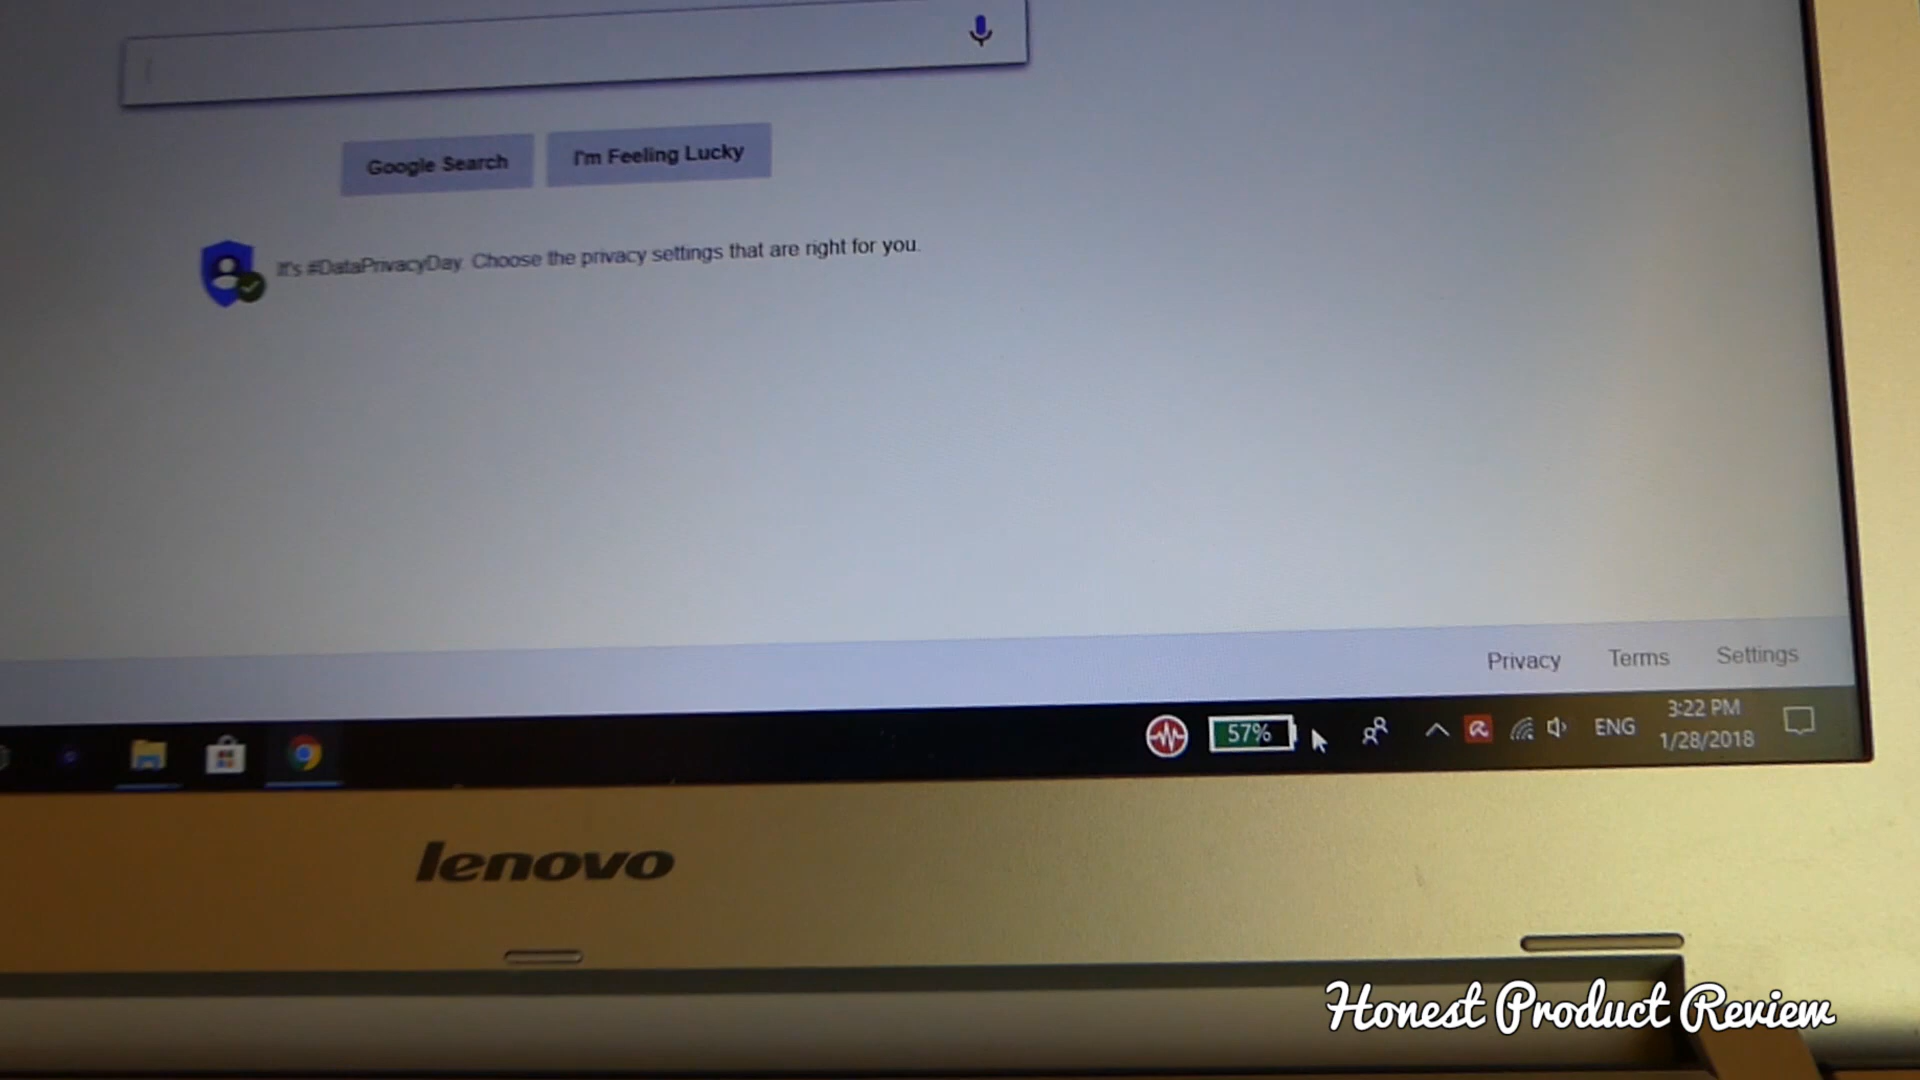 Google Search
I'm Feeling Lucky
It's #DataPrivacyDay. Choose the privacy settings that are right for you.
Privacy Terms Settings
57%
ENG
3:22 PM
1/28/2018
lenovo
Honest Product Review